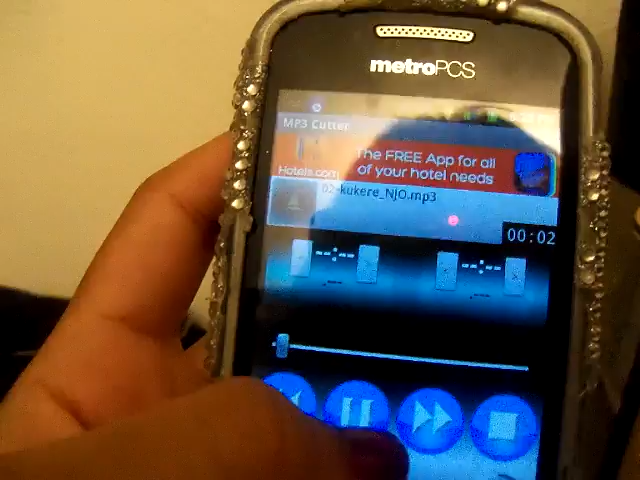 metroPCS
MP3 Cutter
The FREE App for all
of your hotel needs
Hotels.com
02-kukere_NJO.mp3
00:02
--:--
--:--